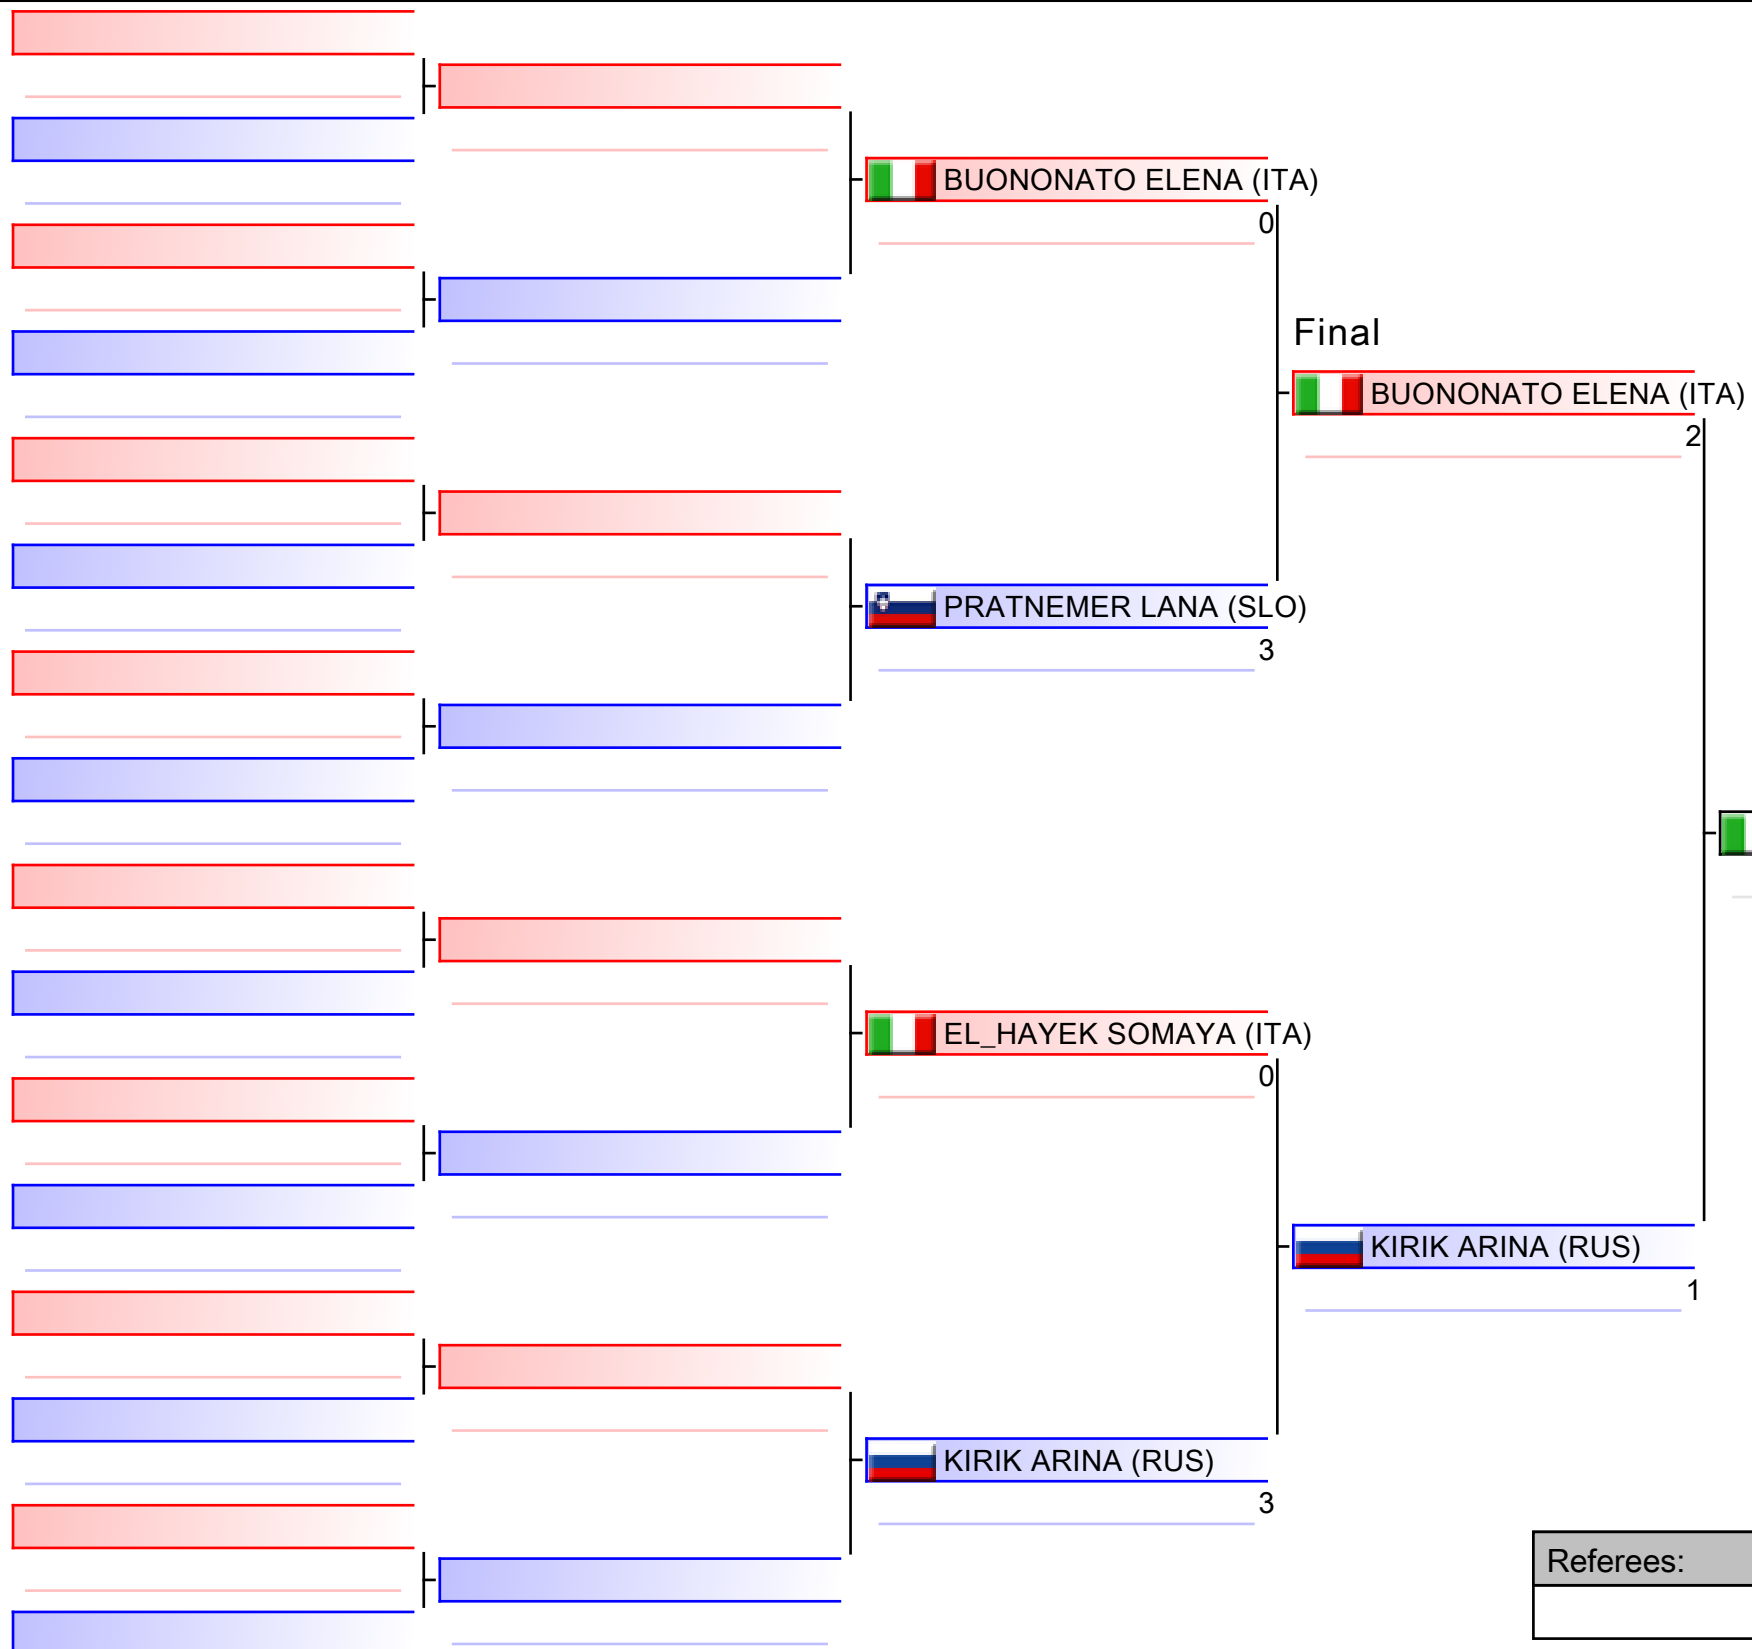 BUONONATO ELENA (ITA)
0
Final
BUONONATO ELENA (ITA)
2
PRATNEMER LANA (SLO)
3
EL_HAYEK SOMAYA (ITA)
0
KIRIK ARINA (RUS)
1
KIRIK ARINA (RUS)
3
Referees: